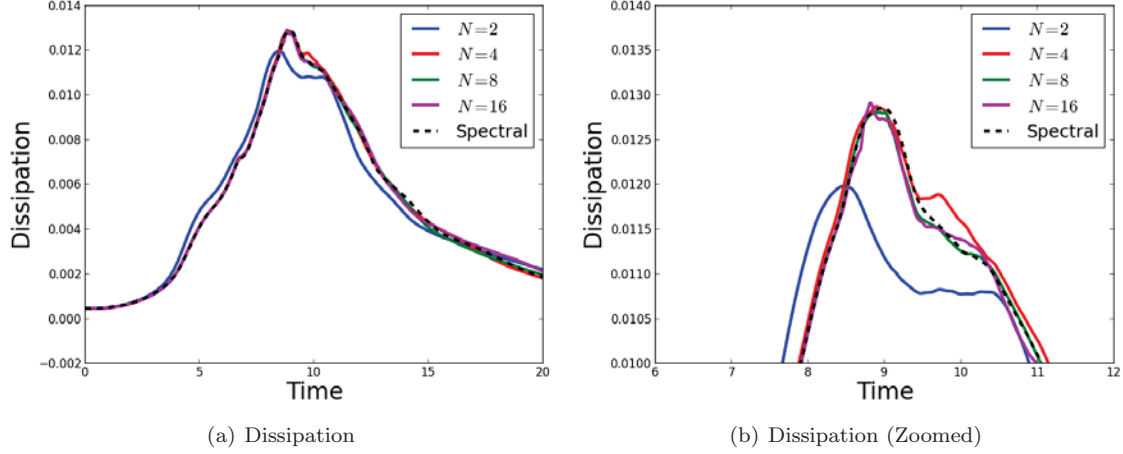 0.014
0.012
0.010
0.008
0.006
0.004
0.002
0.000
−0.002
Dissipation
0 5 10 15 20
Time
N=2
N=4
N=8
N=16
Spectral
(a) Dissipation
0.0140
0.0135
0.0130
0.0125
0.0120
0.0115
0.0110
0.0105
0.0100
Dissipation
6 7 8 9 10 11 12
Time
N=2
N=4
N=8
N=16
Spectral
(b) Dissipation (Zoomed)